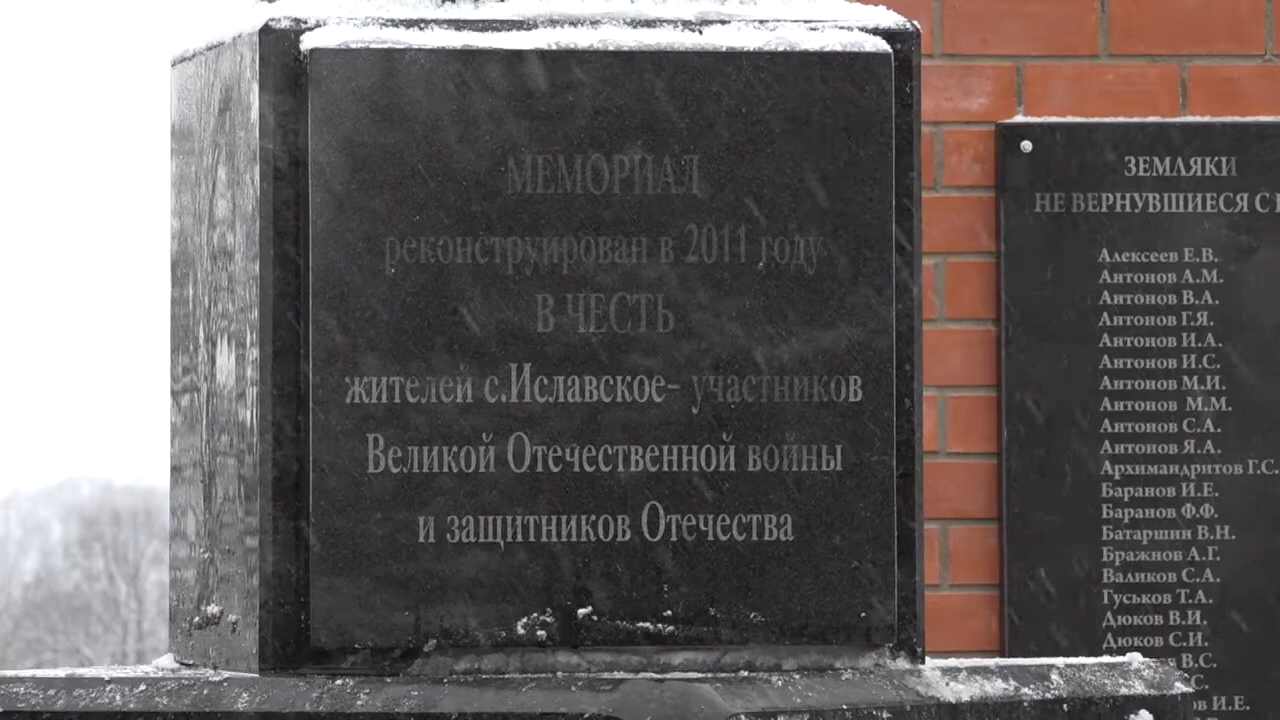 МЕМОРИАЛ
реконструирован в 2011 году
В ЧЕСТЬ
жителей с.Иславское– участников
Великой Отечественной войны
и защитников Отечества
ЗЕМЛЯКИ
НЕ ВЕРНУВШИЕСЯ С
Алексеев Е.В.
Антонов А.М.
Антонов В.А.
Антонов Г.Я.
Антонов И.А.
Антонов И.С.
Антонов М.И.
Антонов М.М.
Антонов С.А.
Антонов Я.А.
Архимандритов Г.С.
Баранов И.Е.
Баранов Ф.Ф.
Батаршин В.Н.
Бражнов А.Г.
Валиков С.А.
Гуськов Т.А.
Дюков В.И.
Дюков С.И.
В.С.
И.Е.